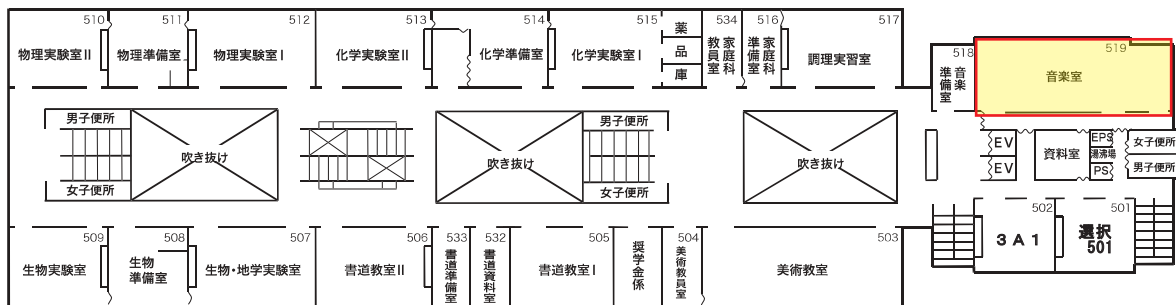 510
511
512
513
514
515
534
516
517
518
519
物理実験室II
物理準備室
物理実験室I
化学実験室II
化学準備室
化学実験室I
薬
品
庫
家庭科
教員室
家庭科
準備室
調理実習室
音楽
準備室
音楽室
男子便所
女子便所
吹き抜け
吹き抜け
男子便所
女子便所
吹き抜け
EV
EV
資料室
EPS
湯沸場
PS
女子便所
男子便所
509
508
507
506
533
532
505
504
503
502
501
生物実験室
生物
準備室
生物・地学実験室
書道教室II
書道準備室
書道資料室
書道教室I
奨学金係
美術教員室
美術教室
3A1
選択
501